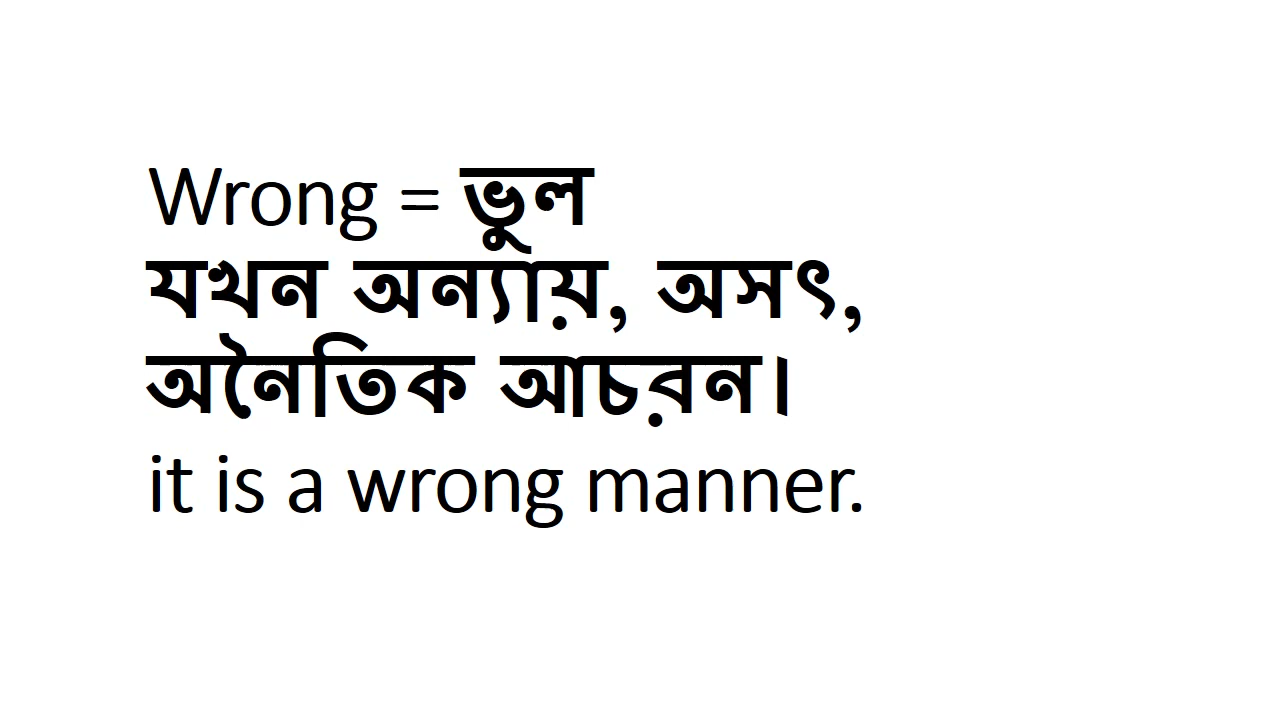 Wrong = ভুল
যখন অন্যায়, অসৎ,
অনৈতিক আচরন।
it is a wrong manner.